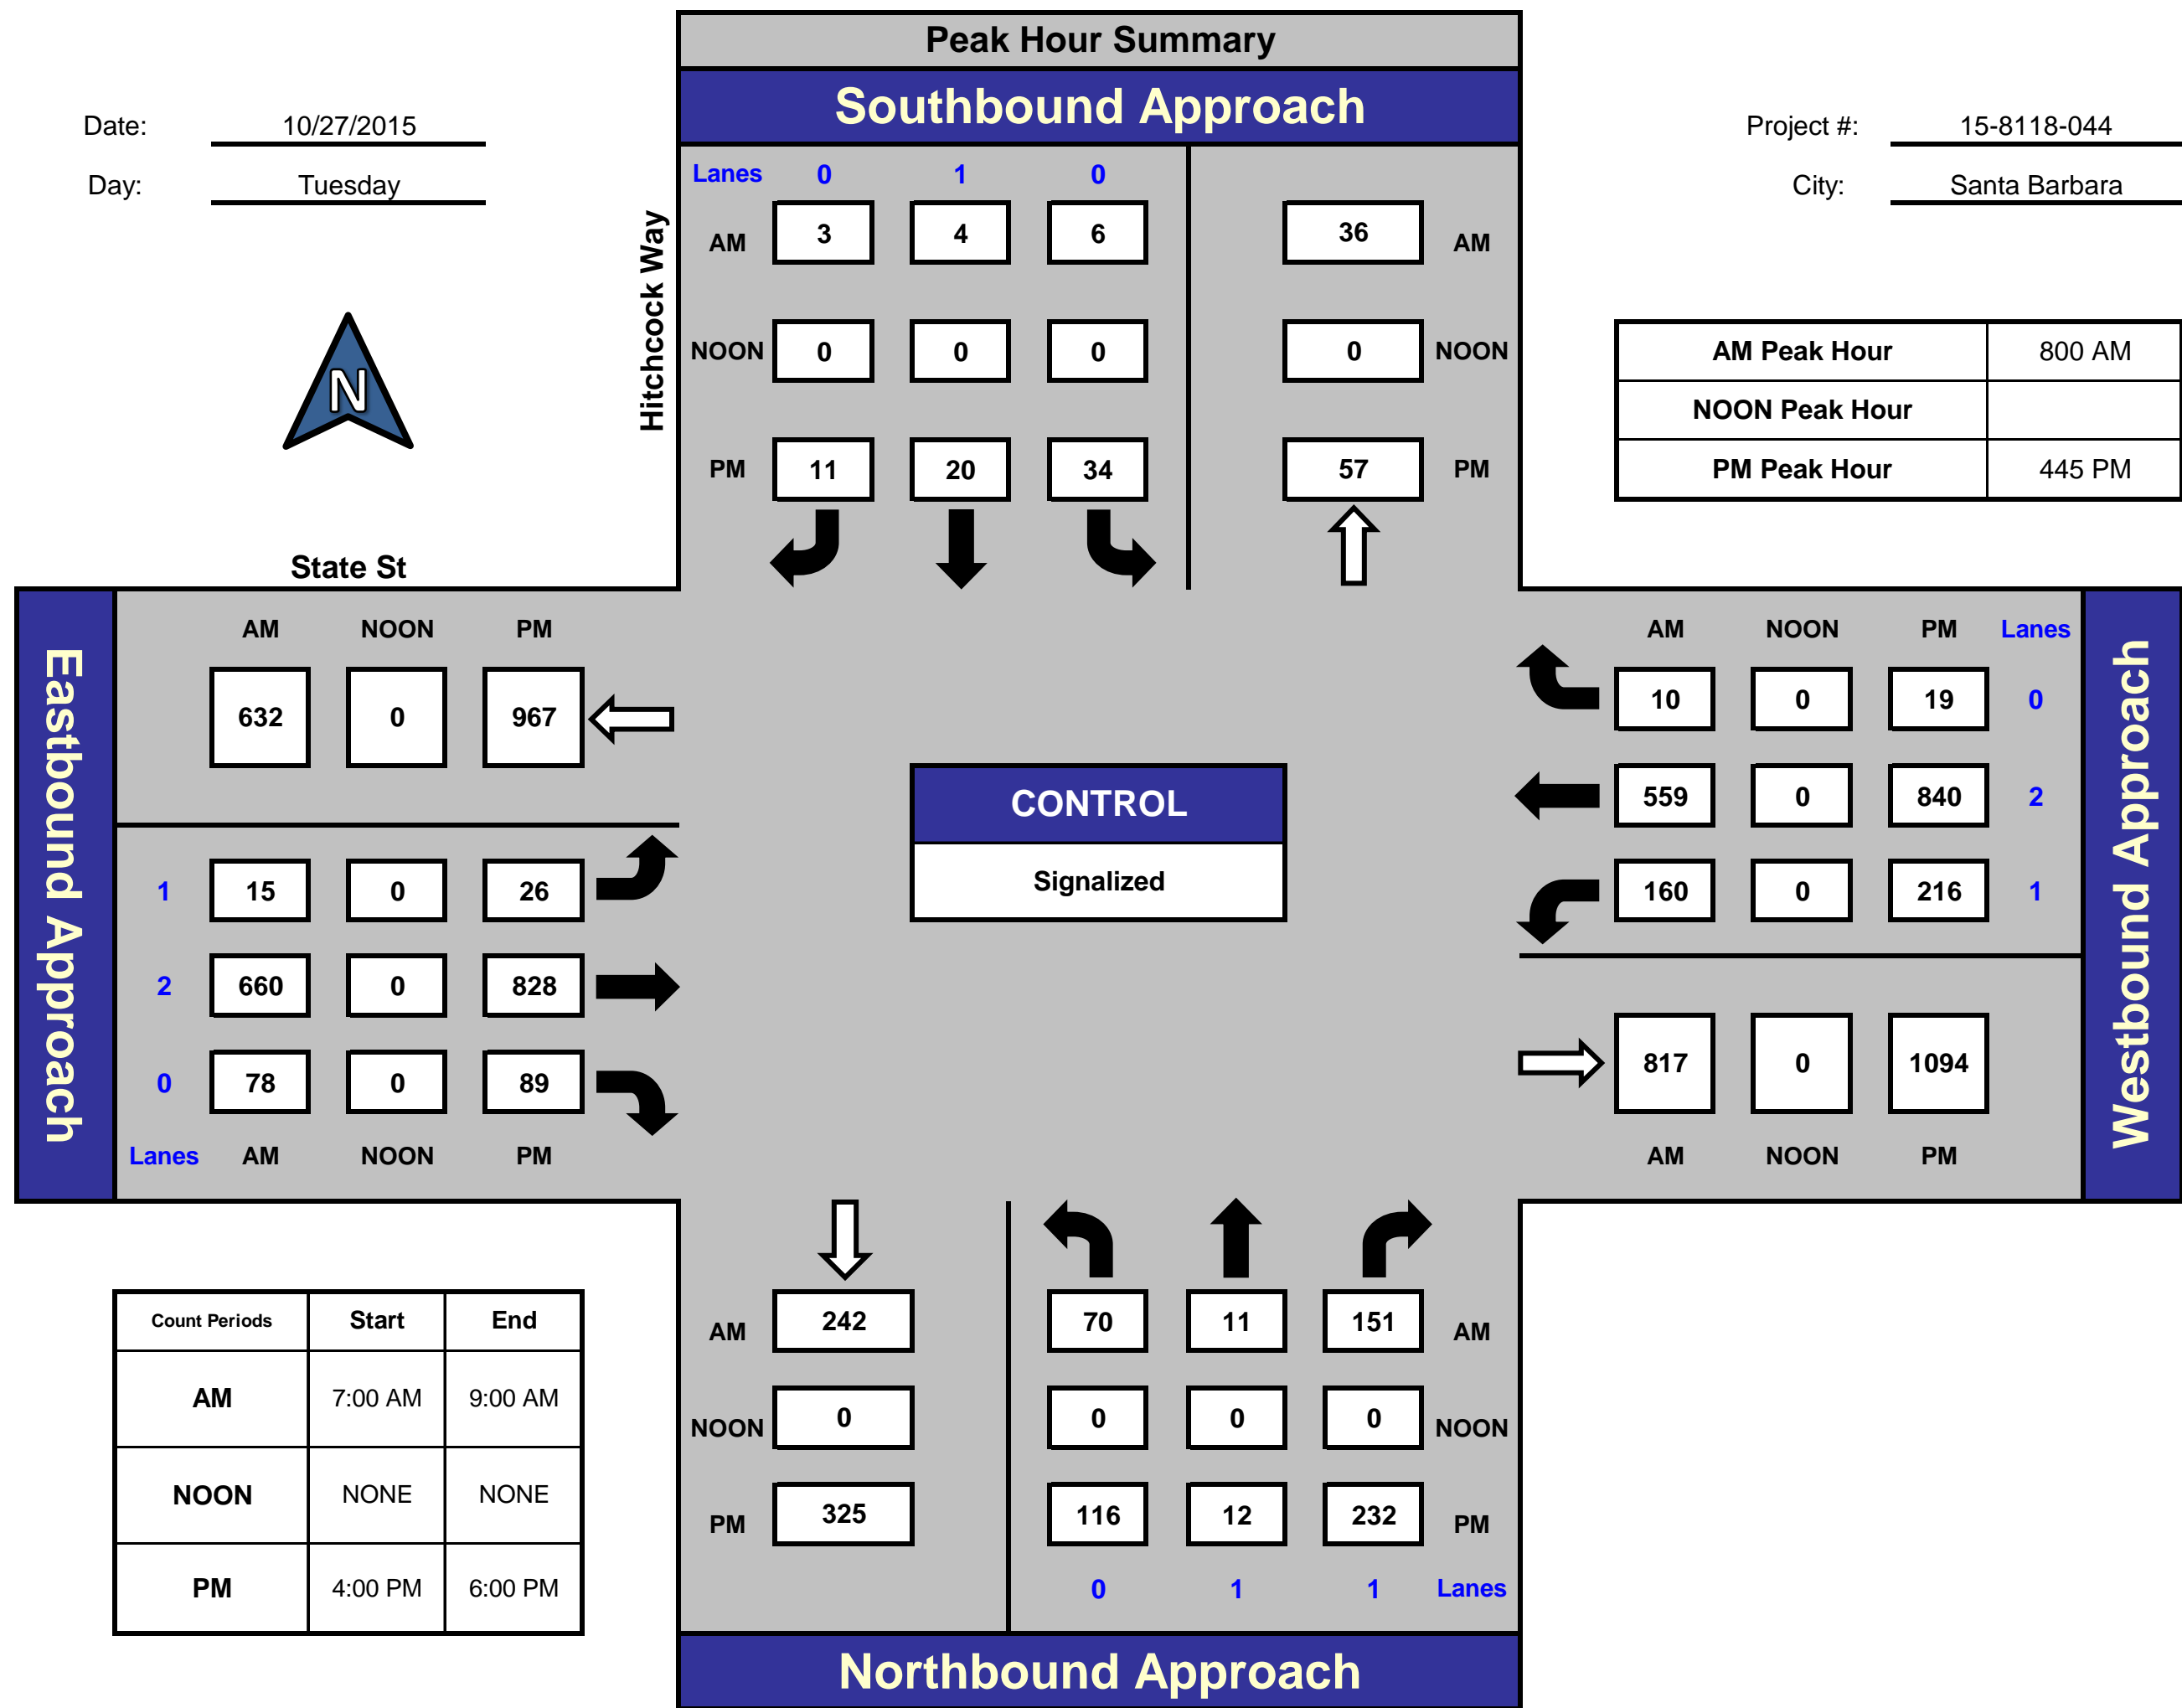 Peak Hour Summary
Southbound Approach
Date: 10/27/2015
Day: Tuesday
Project #: 15-8118-044
City: Santa Barbara
N
Hitchcock Way
Lanes 0 1 0
AM 3 4 6 36 AM
NOON 0 0 0 0 NOON
PM 11 20 34 57 PM
AM Peak Hour 800 AM
NOON Peak Hour
PM Peak Hour 445 PM
State St
Eastbound Approach
AM NOON PM
632 0 967
1 15 0 26
2 660 0 828
0 78 0 89
Lanes AM NOON PM
CONTROL
Signalized
AM NOON PM Lanes
10 0 19 0
559 0 840 2
160 0 216 1
817 0 1094
AM NOON PM
Westbound Approach
Count Periods Start End
AM 7:00 AM 9:00 AM
NOON NONE NONE
PM 4:00 PM 6:00 PM
AM 242 70 11 151 AM
NOON 0 0 0 0 NOON
PM 325 116 12 232 PM
0 1 1 Lanes
Northbound Approach